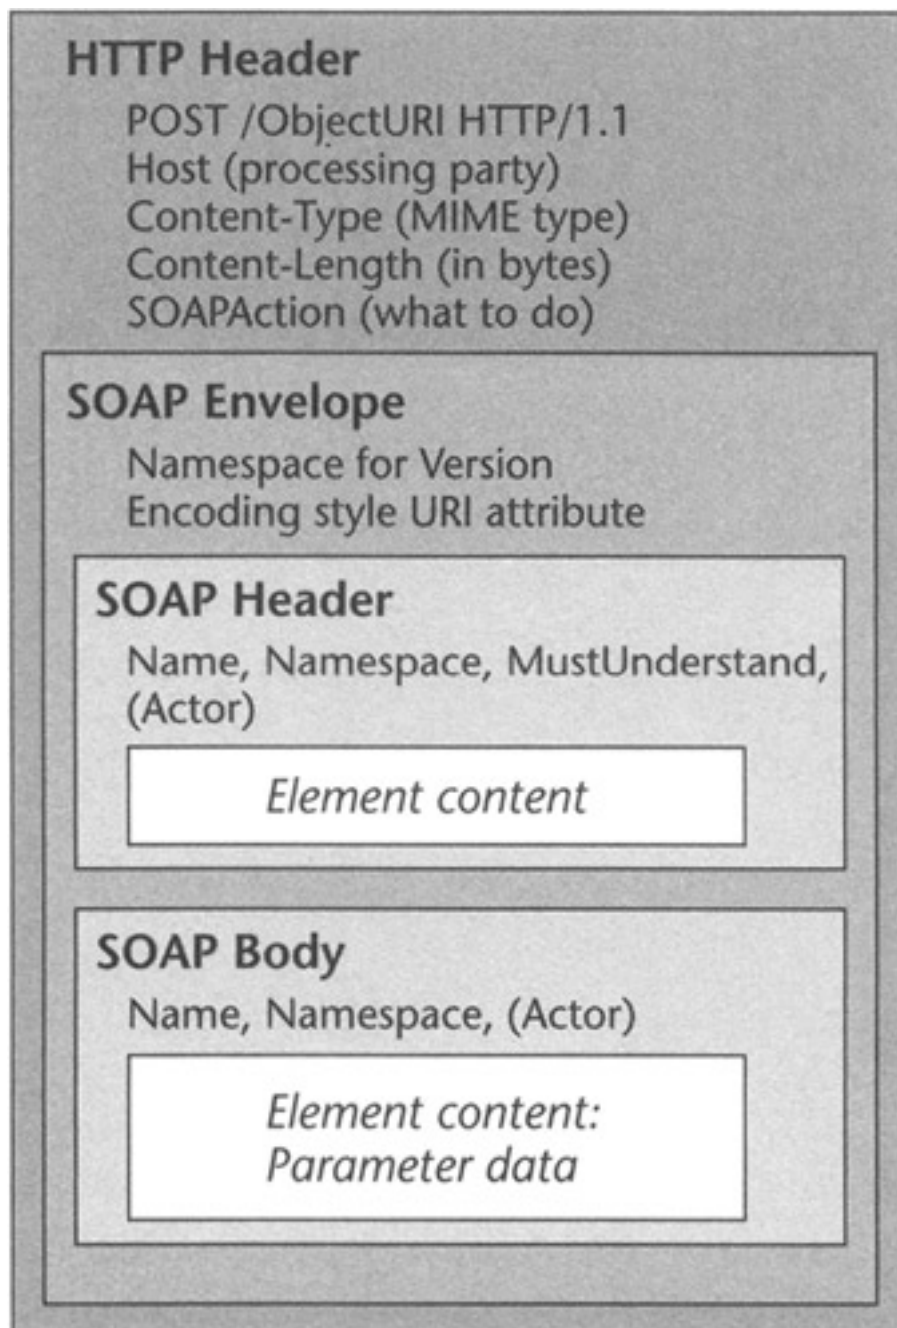 HTTP Header
POST /ObjectURI HTTP/1.1
Host (processing party)
Content-Type (MIME type)
Content-Length (in bytes)
SOAPAction (what to do)
SOAP Envelope
Namespace for Version
Encoding style URI attribute
SOAP Header
Name, Namespace, MustUnderstand,
(Actor)
Element content
SOAP Body
Name, Namespace, (Actor)
Element content:
Parameter data